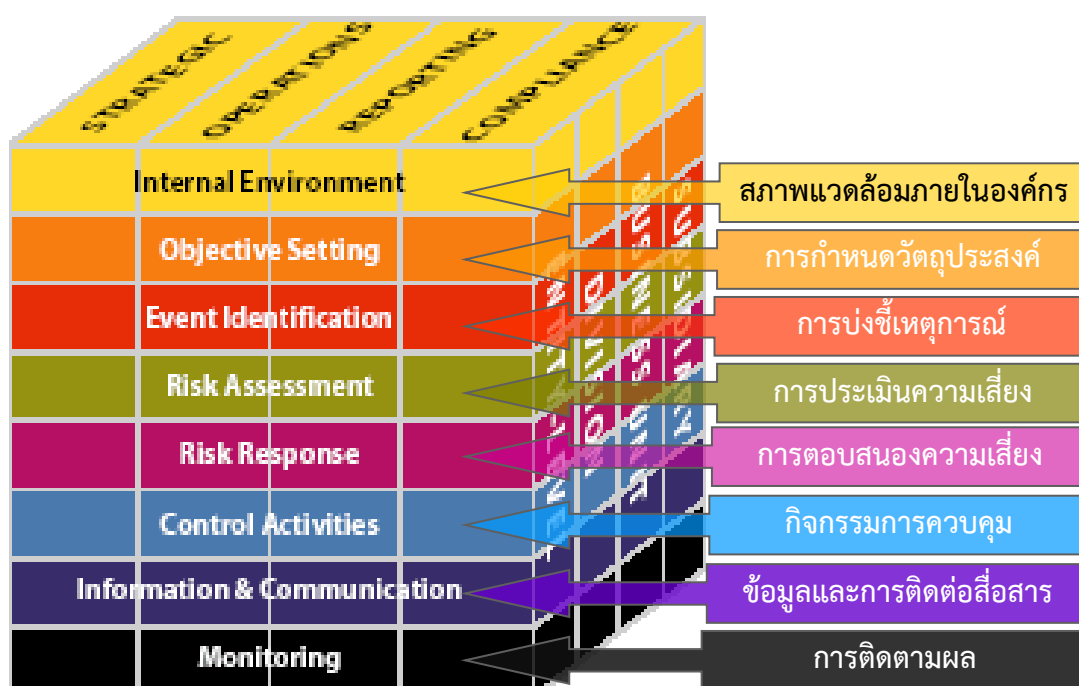 STRATEGIC
OPERATIONS
REPORTING
COMPLIANCE
Internal Environment
สภาพแวดล้อมภายในองค์กร
Objective Setting
การกำหนดวัตถุประสงค์
Event Identification
การบ่งชี้เหตุการณ์
Risk Assessment
การประเมินความเสี่ยง
Risk Response
การตอบสนองความเสี่ยง
Control Activities
กิจกรรมการควบคุม
Information & Communication
ข้อมูลและการติดต่อสื่อสาร
Monitoring
การติดตามผล